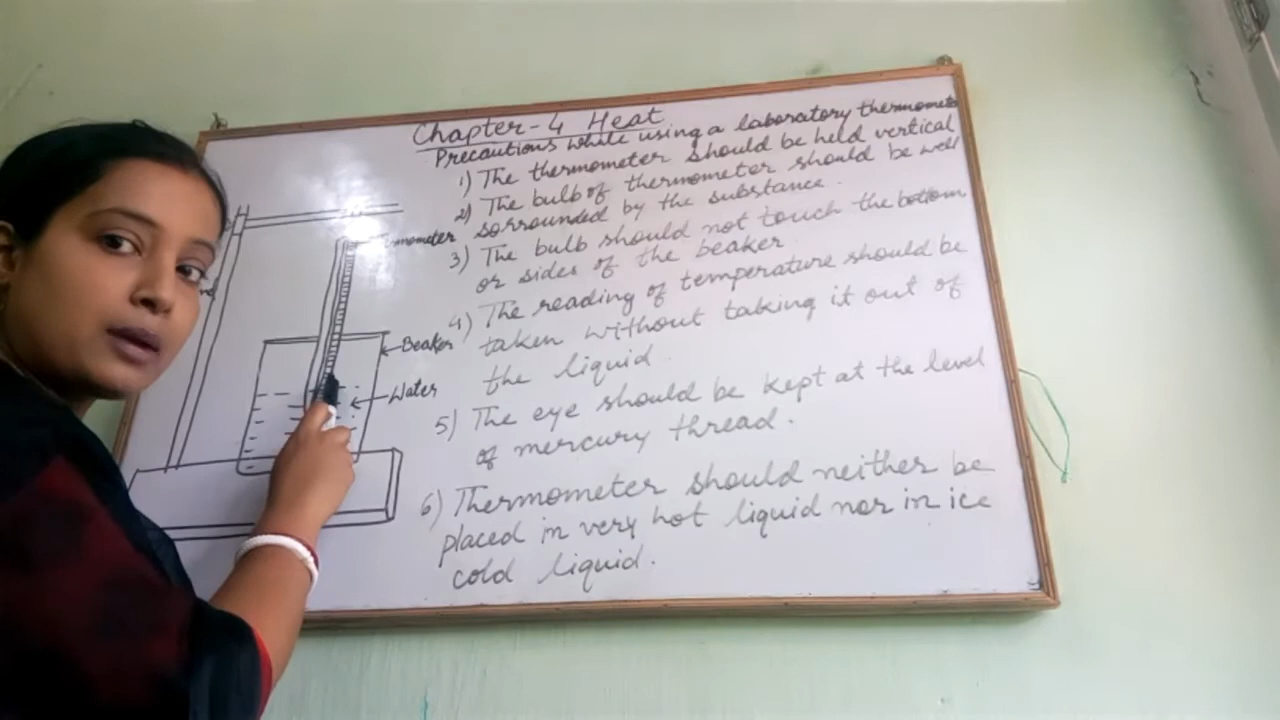 Chapter-4 Heat
Precautions while using a laboratory thermometer
1) The thermometer should be held vertical
2) The bulb of thermometer should be well
sorrounded by the substance.
3) The bulb should not touch the bottom
or sides of the beaker
4) The reading of temperature should be
taken without taking it out of
the liquid.
5) The eye should be kept at the level
of mercury thread.
6) Thermometer should neither be
placed in very hot liquid nor in ice
cold liquid.
Thermometer
Beaker
Water